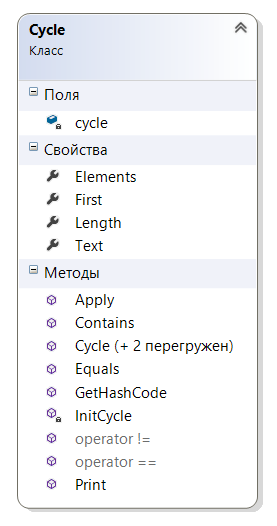 Cycle
Класс
Поля
cycle
Свойства
Elements
First
Length
Text
Методы
Apply
Contains
Cycle (+ 2 перегружен)
Equals
GetHashCode
InitCycle
operator !=
operator ==
Print